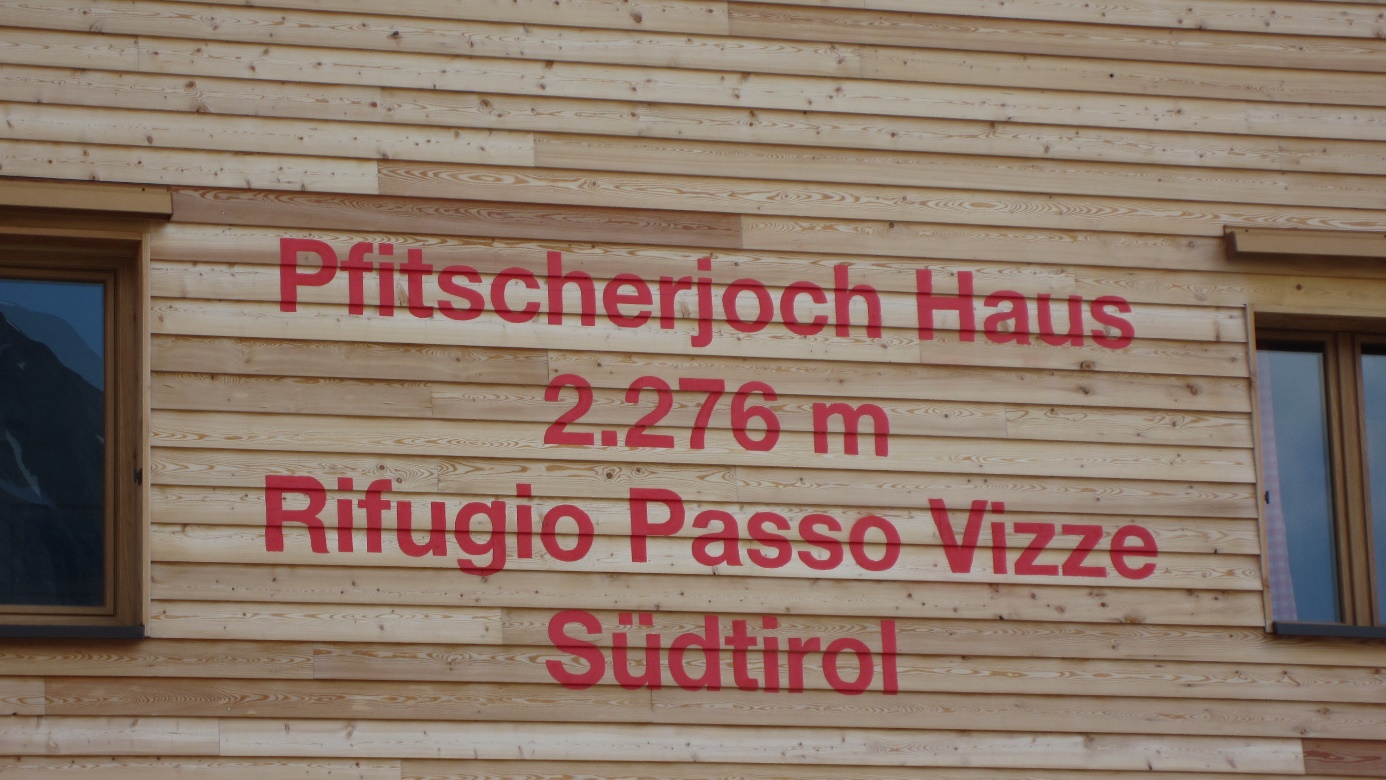 Pfitscherjoch Haus
2.276 m
Rifugio Passo Vizze
Südtirol